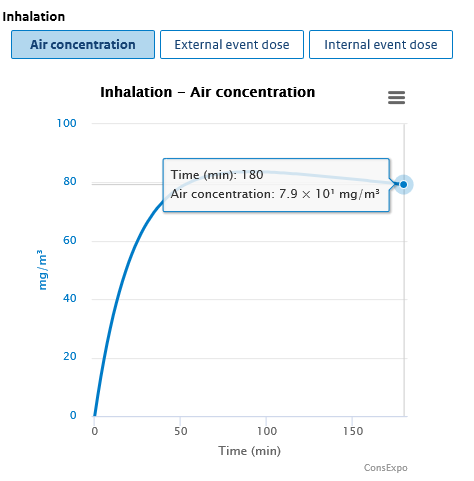 Inhalation
Air concentration External event dose Internal event dose
Inhalation – Air concentration
100
80
60
40
20
0
mg/m³
Time (min): 180
Air concentration: 7.9 × 10¹ mg/m³
0 50 100 150
Time (min)
ConsExpo